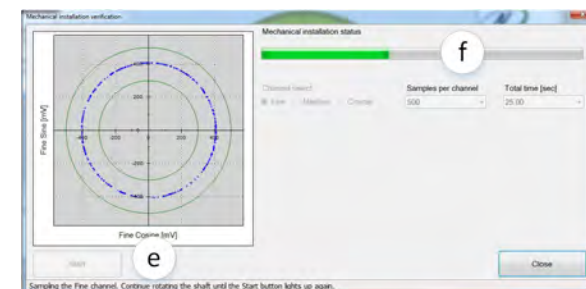 Mechanical installation verification
Mechanical installation status
f
Channel select
Fine Medium Coarse
Samples per channel
Total time [sec]
500
25.00
Fine Sine [mV]
Fine Cosine [mV]
Start
e
Close
Sampling the Fine channel. Continue rotating the shaft until the Start button lights up again.